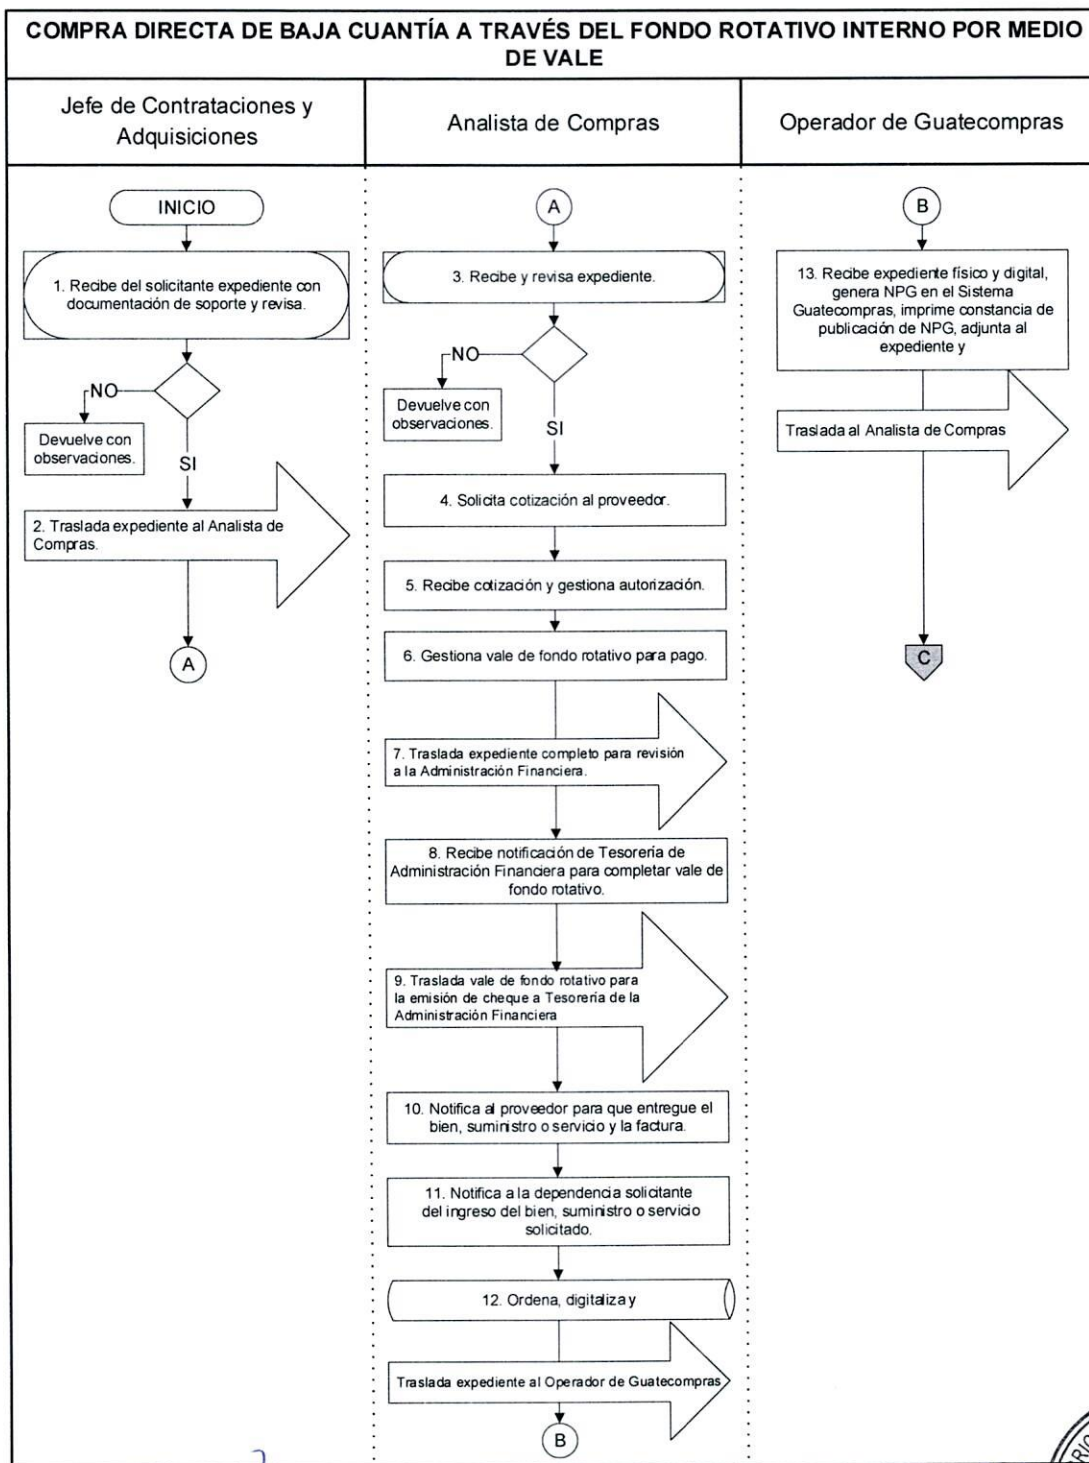 COMPRA DIRECTA DE BAJA CUANTÍA A TRAVÉS DEL FONDO ROTATIVO INTERNO POR MEDIO
DE VALE
Jefe de Contrataciones y
Adquisiciones
Analista de Compras
Operador de Guatecompras
INICIO
1. Recibe del solicitante expediente con
documentación de soporte y revisa.
NO
Devuelve con
observaciones.
SI
2. Traslada expediente al Analista de
Compras.
A
A
3. Recibe y revisa expediente.
NO
Devuelve con
observaciones.
SI
4. Solicita cotización al proveedor.
5. Recibe cotización y gestiona autorización.
6. Gestiona vale de fondo rotativo para pago.
7. Traslada expediente completo para revisión
a la Administración Financiera.
8. Recibe notificación de Tesorería de
Administración Financiera para completar vale de
fondo rotativo.
9. Traslada vale de fondo rotativo para
la emisión de cheque a Tesorería de la
Administración Financiera
10. Notifica al proveedor para que entregue el
bien, suministro o servicio y la factura.
11. Notifica a la dependencia solicitante
del ingreso del bien, suministro o servicio
solicitado.
12. Ordena, digitaliza y
Traslada expediente al Operador de Guatecompras
B
B
13. Recibe expediente físico y digital,
genera NPG en el Sistema
Guatecompras, imprime constancia de
publicación de NPG, adjunta al
expediente y
Traslada al Analista de Compras
C